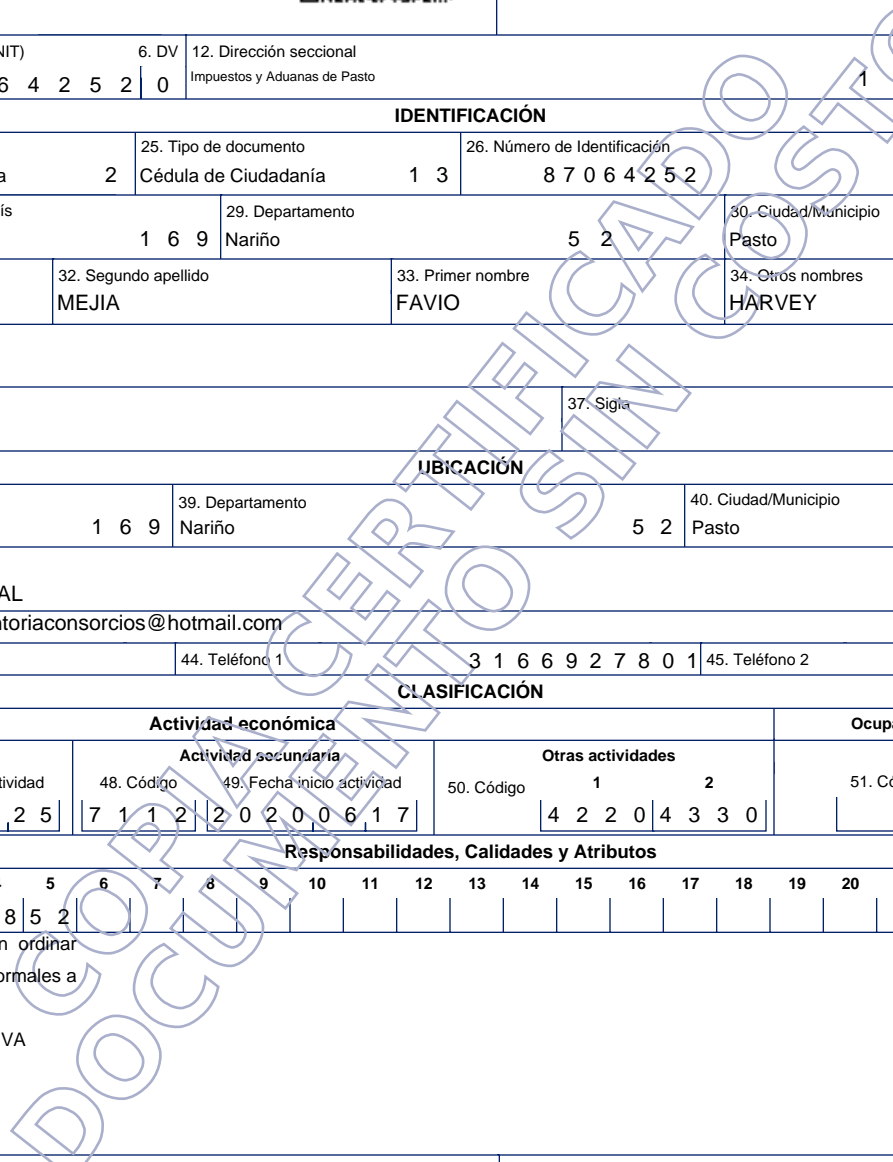 NIT) 6. DV 12. Dirección seccional
6 4 2 5 2 0 Impuestos y Aduanas de Pasto 1
IDENTIFICACIÓN
25. Tipo de documento 26. Número de Identificación
a 2 Cédula de Ciudadanía 1 3 8 7 0 6 4 2 5 2
ís 29. Departamento 30. Ciudad/Municipio
1 6 9 Nariño 5 2 Pasto
32. Segundo apellido 33. Primer nombre 34. Otros nombres
MEJIA FAVIO HARVEY
37. Sigla
UBICACIÓN
39. Departamento 40. Ciudad/Municipio
1 6 9 Nariño 5 2 Pasto
AL
toriaconsorcios@hotmail.com
44. Teléfono 1 3 1 6 6 9 2 7 8 0 1 45. Teléfono 2
CLASIFICACIÓN
Actividad económica Ocup
Actividad secundaria Otras actividades
tividad 48. Código 49. Fecha inicio actividad 50. Código 1 2 51. Có
2 5 7 1 1 2 2 0 2 0 0 6 1 7 4 2 2 0 4 3 3 0
Responsabilidades, Calidades y Atributos
5 6 7 8 9 10 11 12 13 14 15 16 17 18 19 20
8 5 2
n ordinar
ormales a
VA
COPIA CERTIFICADO
DOCUMENTO SIN COSTO